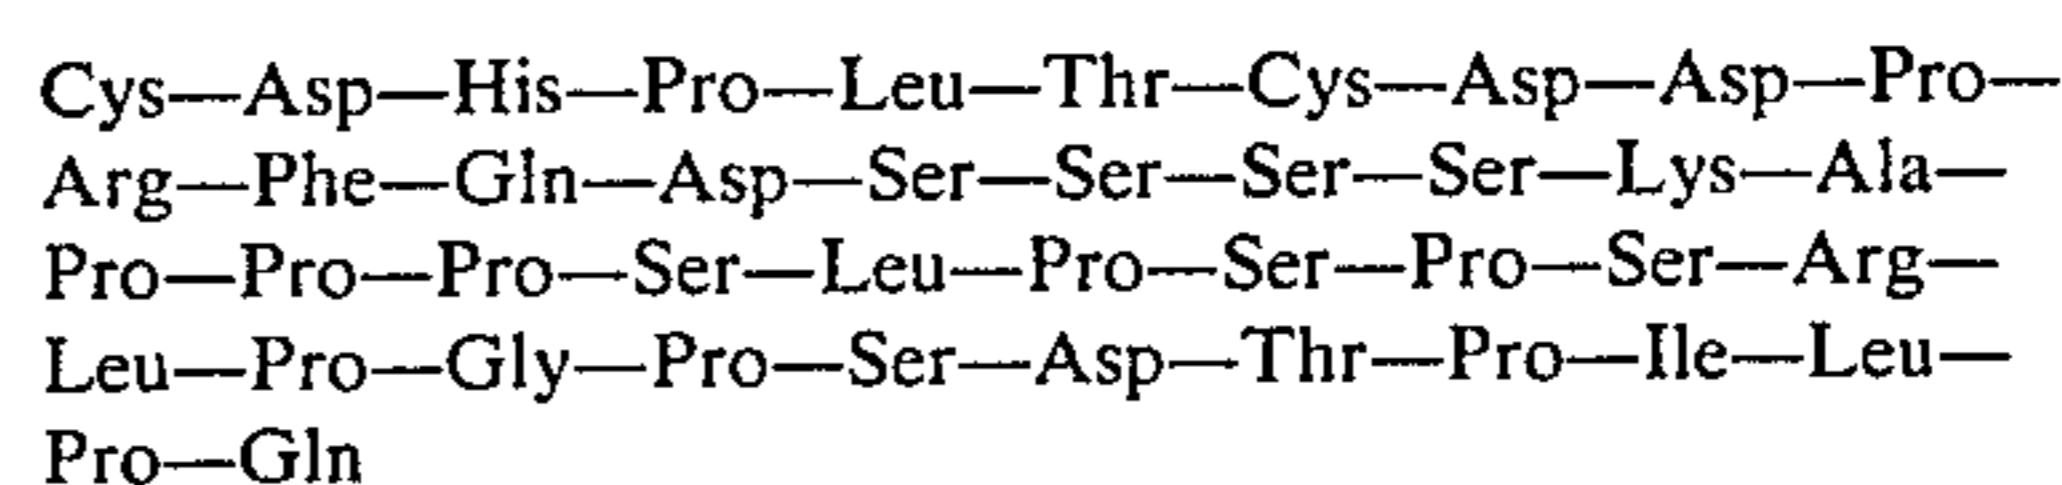 Cys—Asp—His—Pro—Leu—Thr—Cys—Asp—Asp—Pro—
Arg—Phe—Gln—Asp—Ser—Ser—Ser—Ser—Lys—Ala—
Pro—Pro—Pro—Ser—Leu—Pro—Ser—Pro—Ser—Arg—
Leu—Pro—Gly—Pro—Ser—Asp—Thr—Pro—Ile—Leu—
Pro—Gln